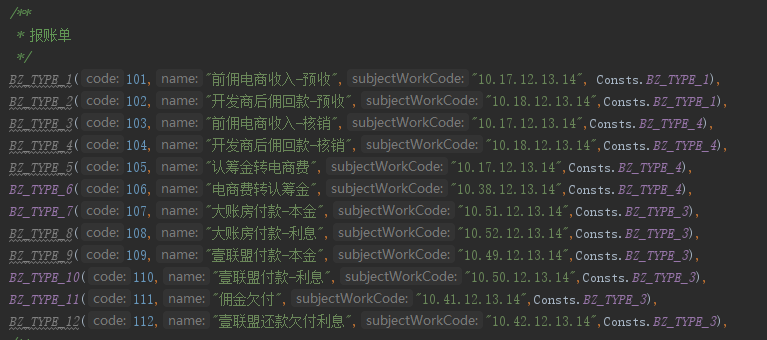 /**
 * 报账单
 */
BZ_TYPE_1( code: 101, name: "前佣电商收入-预收", subjectWorkCode: "10.17.12.13.14", Consts.BZ_TYPE_1),
BZ_TYPE_2( code: 102, name: "开发商后佣回款-预收", subjectWorkCode: "10.18.12.13.14",Consts.BZ_TYPE_1),
BZ_TYPE_3( code: 103, name: "前佣电商收入-核销", subjectWorkCode: "10.17.12.13.14",Consts.BZ_TYPE_4),
BZ_TYPE_4( code: 104, name: "开发商后佣回款-核销", subjectWorkCode: "10.18.12.13.14",Consts.BZ_TYPE_4),
BZ_TYPE_5( code: 105, name: "认筹金转电商费", subjectWorkCode: "10.17.12.13.14",Consts.BZ_TYPE_4),
BZ_TYPE_6( code: 106, name: "电商费转认筹金", subjectWorkCode: "10.38.12.13.14",Consts.BZ_TYPE_4),
BZ_TYPE_7( code: 107, name: "大账房付款-本金", subjectWorkCode: "10.51.12.13.14",Consts.BZ_TYPE_3),
BZ_TYPE_8( code: 108, name: "大账房付款-利息", subjectWorkCode: "10.52.12.13.14",Consts.BZ_TYPE_3),
BZ_TYPE_9( code: 109, name: "壹联盟付款-本金", subjectWorkCode: "10.49.12.13.14",Consts.BZ_TYPE_3),
BZ_TYPE_10( code: 110, name: "壹联盟付款-利息", subjectWorkCode: "10.50.12.13.14",Consts.BZ_TYPE_3),
BZ_TYPE_11( code: 111, name: "佣金欠付", subjectWorkCode: "10.41.12.13.14",Consts.BZ_TYPE_3),
BZ_TYPE_12( code: 112, name: "壹联盟还款欠付利息", subjectWorkCode: "10.42.12.13.14",Consts.BZ_TYPE_3),